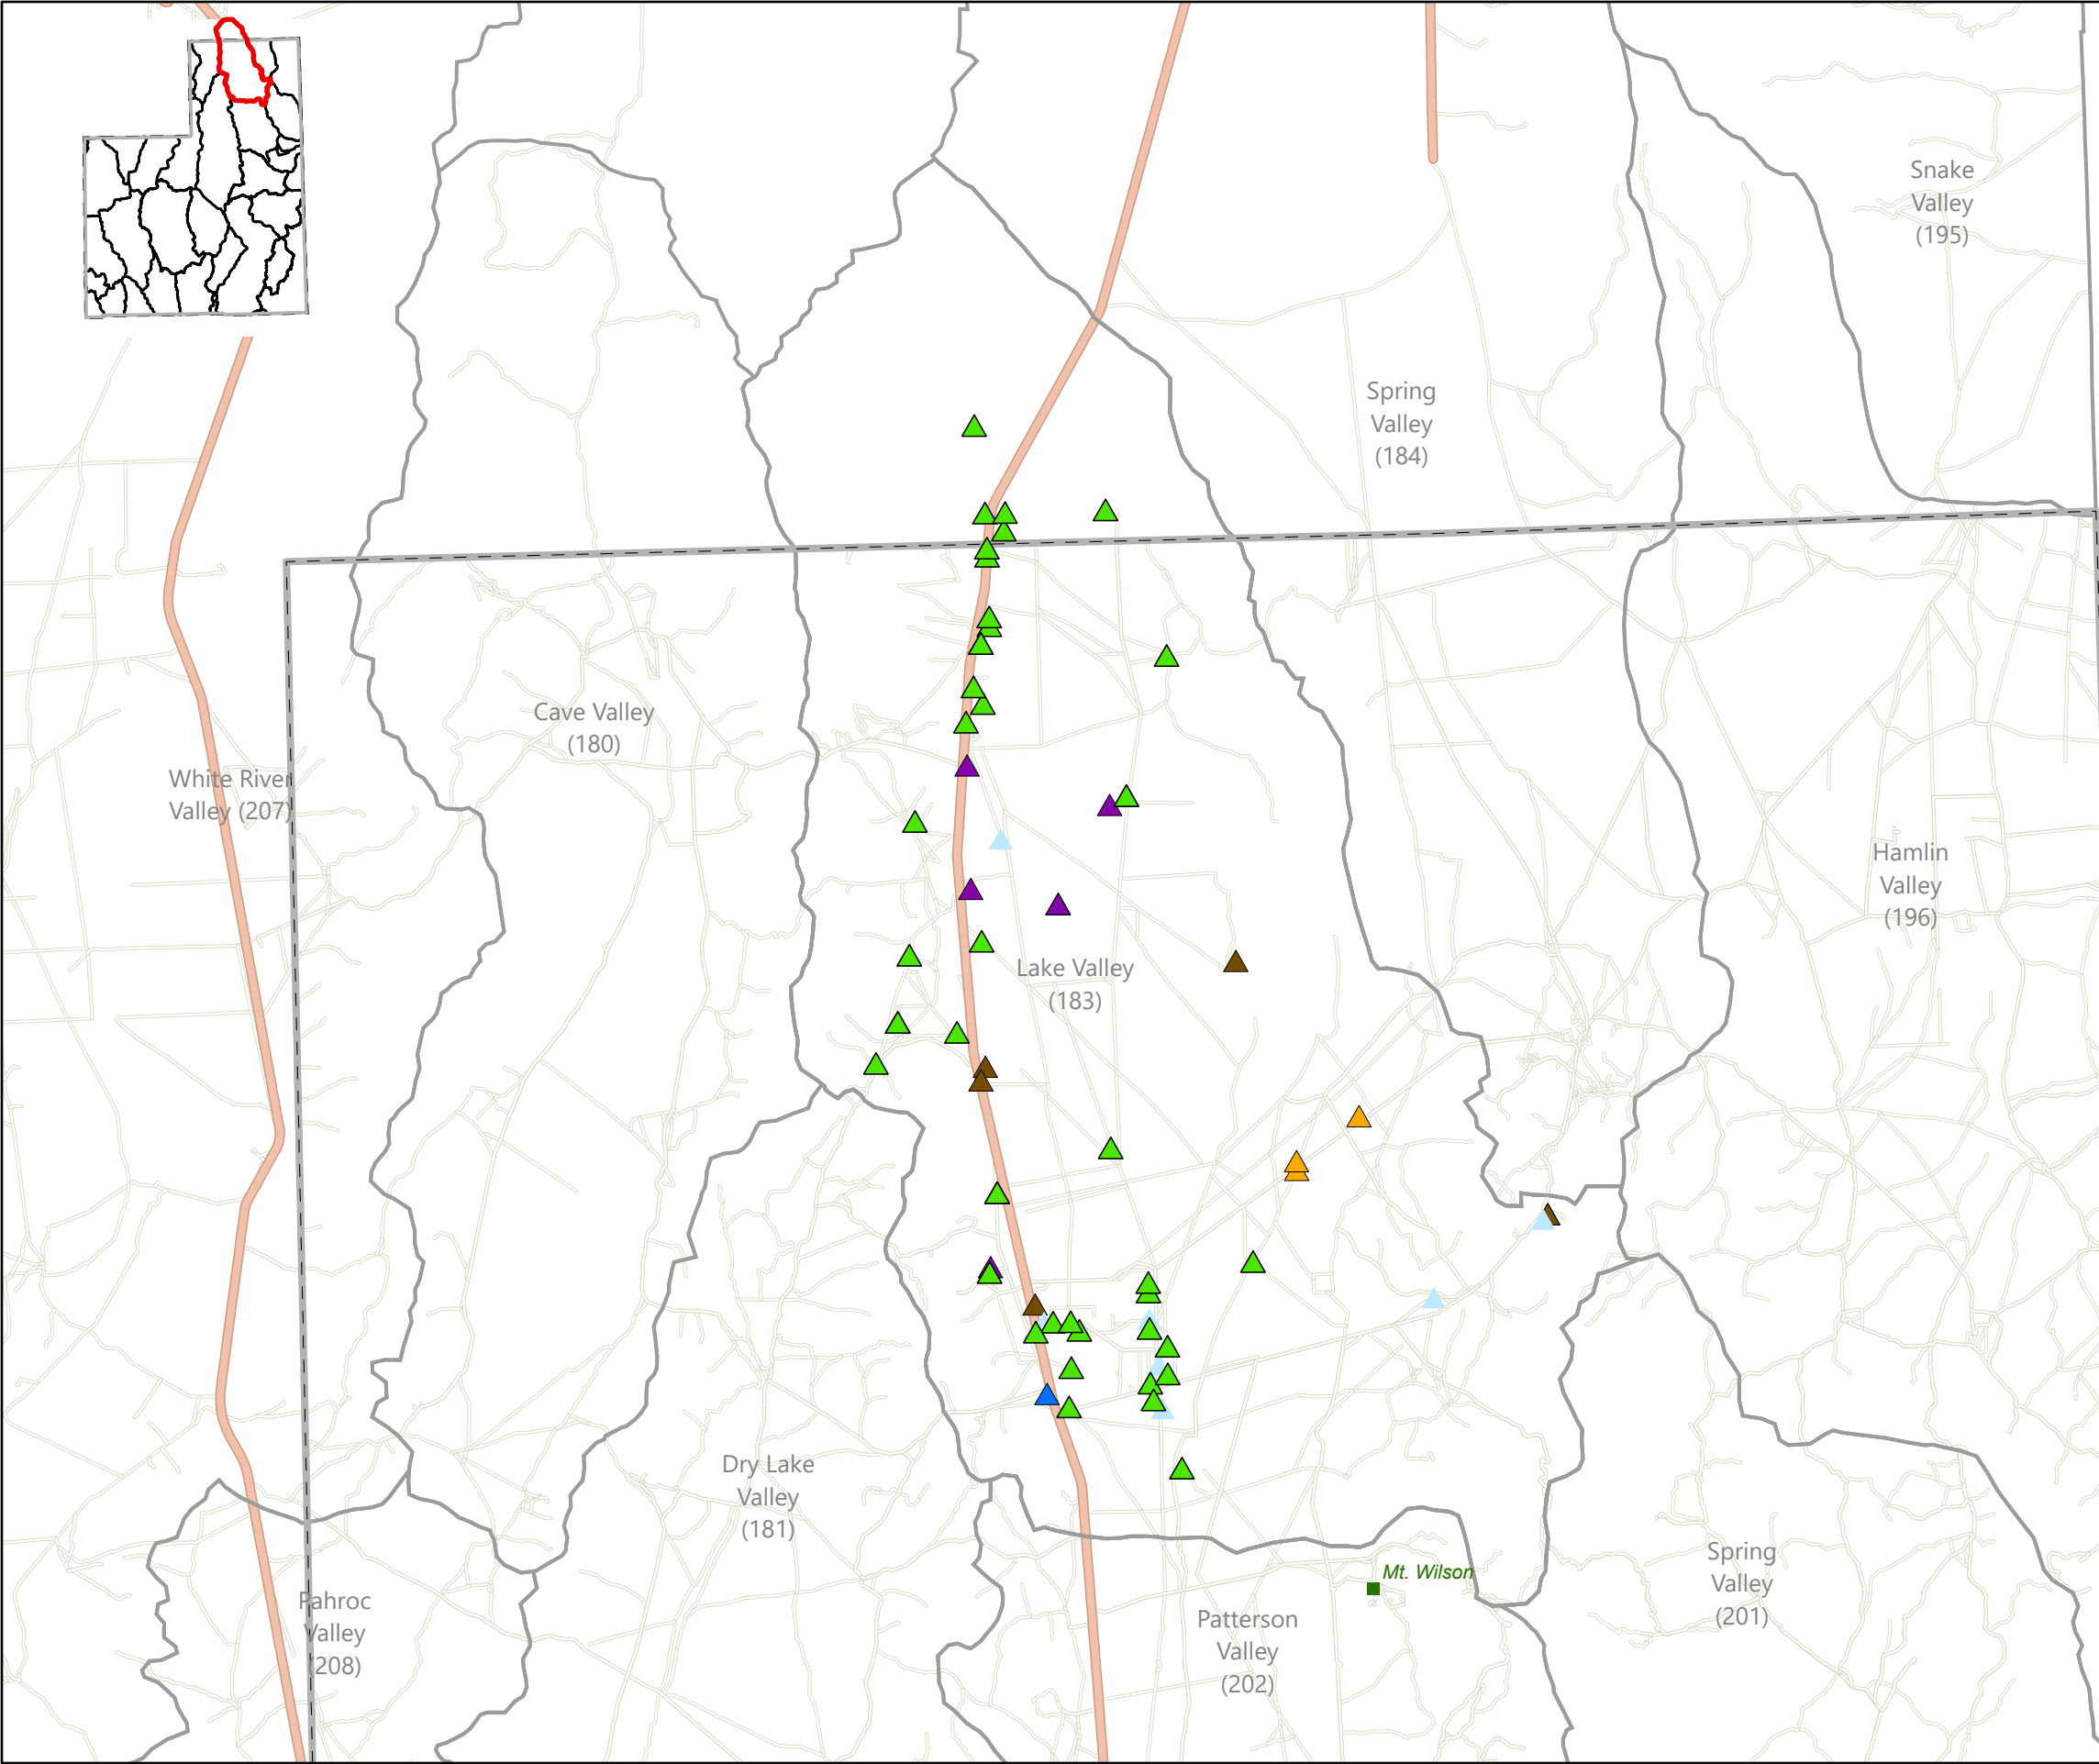 Snake
Valley
(195)
Spring
Valley
(184)
Cave Valley
(180)
White River
Valley (207)
Hamlin
Valley
(196)
Lake Valley
(183)
Dry Lake
Valley
(181)
Mt. Wilson
Spring
Valley
(201)
Pahroc
Valley
(208)
Patterson
Valley
(202)